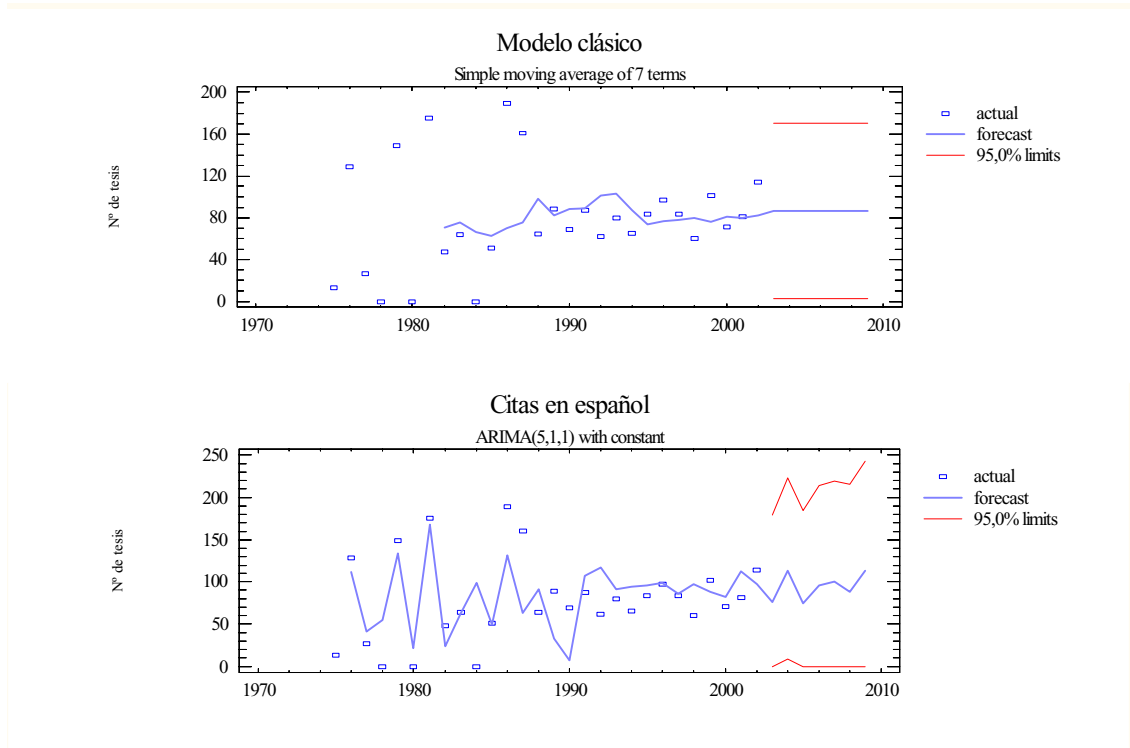 Modelo clásico
Simple moving average of 7 terms
Nº de tesis
200
160
120
80
40
0
1970
1980
1990
2000
2010
actual
forecast
95,0% limits
Citas en español
ARIMA(5,1,1) with constant
Nº de tesis
250
200
150
100
50
0
1970
1980
1990
2000
2010
actual
forecast
95,0% limits